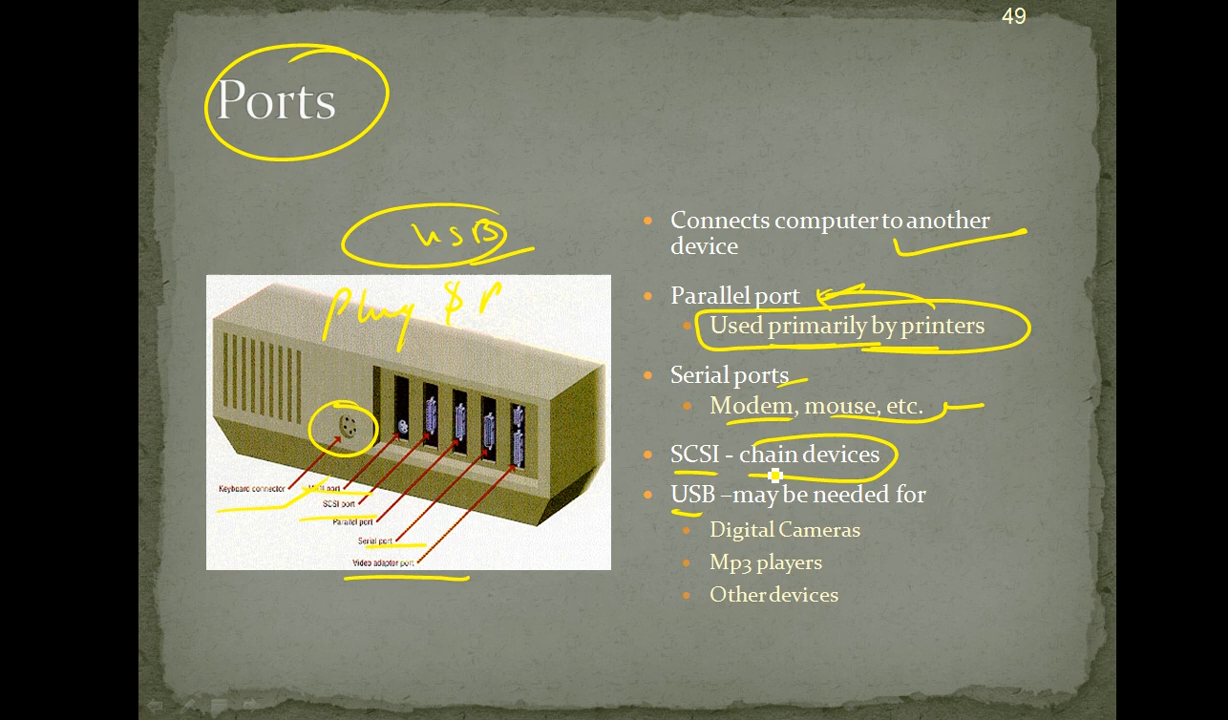 49
Ports
USB
Plug & P
Connects computer to another
device
Parallel port
Used primarily by printers
Serial ports
Modem, mouse, etc.
SCSI - chain devices
USB –may be needed for
Digital Cameras
Mp3 players
Other devices
Keyboard connector
port
SCSI port
Parallel port
Serial port
Video adapter port